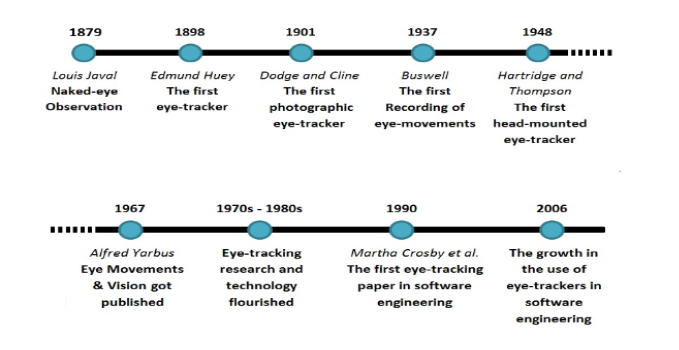 1879
1898
1901
1937
1948
Louis Javal
Naked-eye
Observation
Edmund Huey
The first
eye-tracker
Dodge and Cline
The first
photographic
eye-tracker
Buswell
The first
Recording of
eye-movements
Hartridge and
Thompson
The first
head-mounted
eye-tracker
1967
1970s - 1980s
1990
2006
Alfred Yarbus
Eye Movements
& Vision got
published
Eye-tracking
research and
technology
flourished
Martha Crosby et al.
The first eye-tracking
paper in software
engineering
The growth in
the use of
eye-trackers in
software
engineering